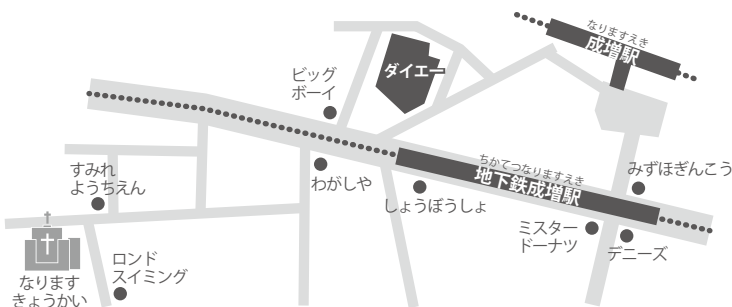 なりますえき
成増駅
ダイエー
ビッグ
ボーイ
ちかてつなりますえき
地下鉄成増駅
みずほぎんこう
すみれ
ようちえん
わがしや
しょうぼうしょ
ミスター
ドーナツ
デニーズ
ロンド
スイミング
なります
きょうかい